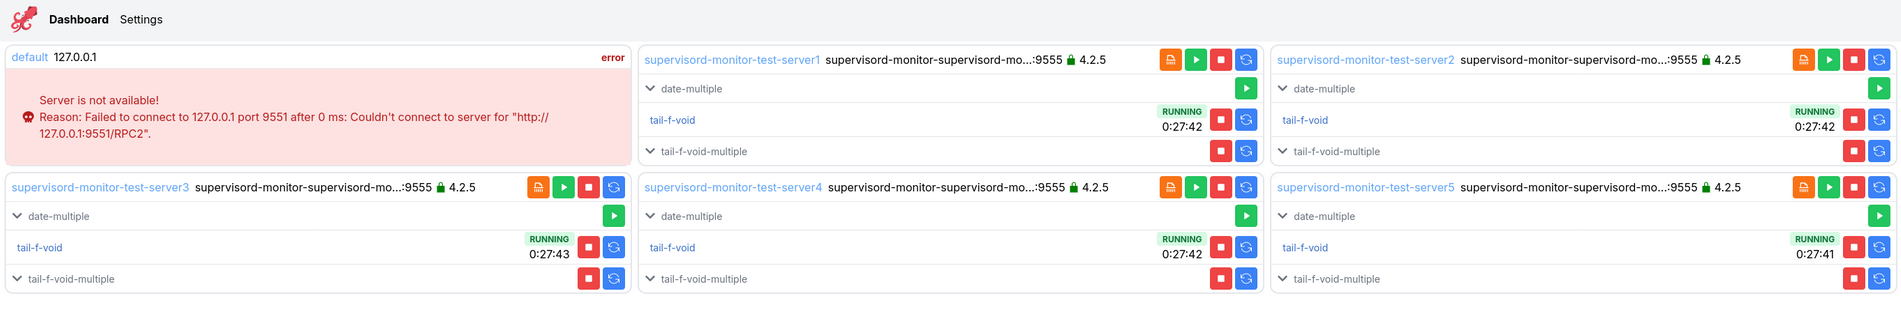 Dashboard Settings
default 127.0.0.1 error
Server is not available!
Reason: Failed to connect to 127.0.0.1 port 9551 after 0 ms: Couldn't connect to server for "http://
127.0.0.1:9551/RPC2".
supervisord-monitor-test-server1 supervisord-monitor-supervisord-mo...:9555 4.2.5
date-multiple
tail-f-void RUNNING
0:27:42
tail-f-void-multiple
supervisord-monitor-test-server2 supervisord-monitor-supervisord-mo...:9555 4.2.5
date-multiple
tail-f-void RUNNING
0:27:42
tail-f-void-multiple
supervisord-monitor-test-server3 supervisord-monitor-supervisord-mo...:9555 4.2.5
date-multiple
tail-f-void RUNNING
0:27:43
tail-f-void-multiple
supervisord-monitor-test-server4 supervisord-monitor-supervisord-mo...:9555 4.2.5
date-multiple
tail-f-void RUNNING
0:27:42
tail-f-void-multiple
supervisord-monitor-test-server5 supervisord-monitor-supervisord-mo...:9555 4.2.5
date-multiple
tail-f-void RUNNING
0:27:41
tail-f-void-multiple